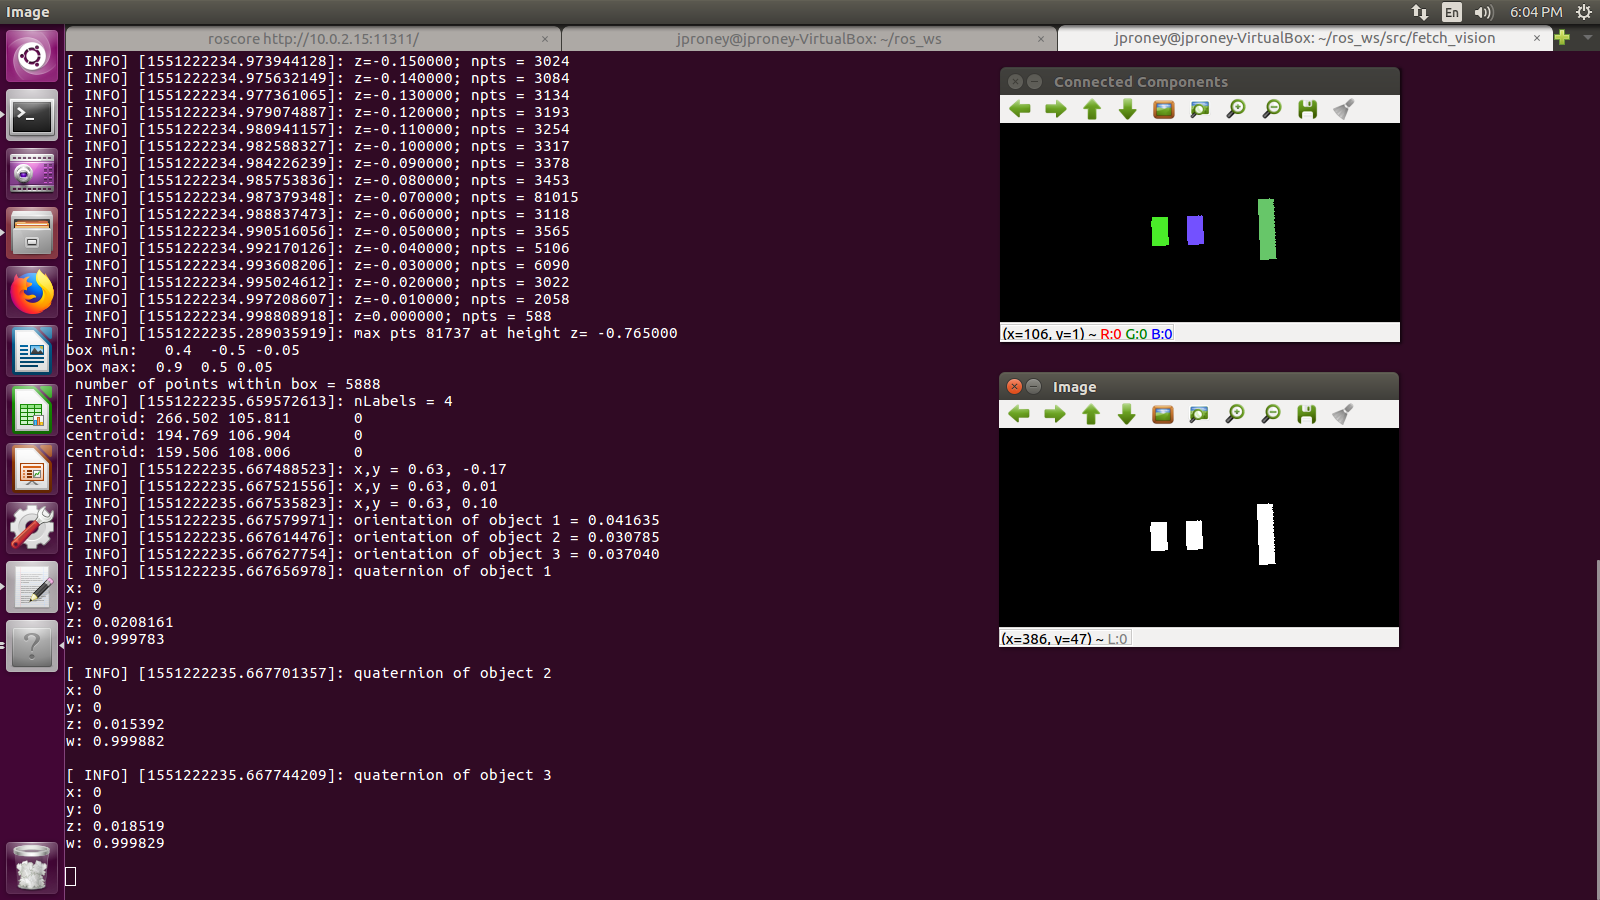 Image
En
6:04 PM
roscore http://10.0.2.15:11311/ ×
jproney@jproney-VirtualBox: ~/ros_ws ×
jproney@jproney-VirtualBox: ~/ros_ws/src/fetch_vision ×
[ INFO] [1551222234.973944128]: z=-0.150000; npts = 3024
[ INFO] [1551222234.975632149]: z=-0.140000; npts = 3084
[ INFO] [1551222234.977361065]: z=-0.130000; npts = 3134
[ INFO] [1551222234.979074887]: z=-0.120000; npts = 3193
[ INFO] [1551222234.980941157]: z=-0.110000; npts = 3254
[ INFO] [1551222234.982588327]: z=-0.100000; npts = 3317
[ INFO] [1551222234.984226239]: z=-0.090000; npts = 3378
[ INFO] [1551222234.985753836]: z=-0.080000; npts = 3453
[ INFO] [1551222234.987379348]: z=-0.070000; npts = 81015
[ INFO] [1551222234.988837473]: z=-0.060000; npts = 3118
[ INFO] [1551222234.990516056]: z=-0.050000; npts = 3565
[ INFO] [1551222234.992170126]: z=-0.040000; npts = 5106
[ INFO] [1551222234.993608206]: z=-0.030000; npts = 6090
[ INFO] [1551222234.995024612]: z=-0.020000; npts = 3022
[ INFO] [1551222234.997208607]: z=-0.010000; npts = 2058
[ INFO] [1551222234.998808918]: z=0.000000; npts = 588
[ INFO] [1551222235.289035919]: max pts 81737 at height z= -0.765000
box min:   0.4  -0.5 -0.05
box max:  0.9  0.5 0.05
 number of points within box = 5888
[ INFO] [1551222235.659572613]: nLabels = 4
centroid: 266.502 105.811       0
centroid: 194.769 106.904       0
centroid: 159.506 108.006       0
[ INFO] [1551222235.667488523]: x,y = 0.63, -0.17
[ INFO] [1551222235.667521556]: x,y = 0.63, 0.01
[ INFO] [1551222235.667535823]: x,y = 0.63, 0.10
[ INFO] [1551222235.667579971]: orientation of object 1 = 0.041635
[ INFO] [1551222235.667614476]: orientation of object 2 = 0.030785
[ INFO] [1551222235.667627754]: orientation of object 3 = 0.037040
[ INFO] [1551222235.667656978]: quaternion of object 1
x: 0
y: 0
z: 0.0208161
w: 0.999783
[ INFO] [1551222235.667701357]: quaternion of object 2
x: 0
y: 0
z: 0.015392
w: 0.999882
[ INFO] [1551222235.667744209]: quaternion of object 3
x: 0
y: 0
z: 0.018519
w: 0.999829
Connected Components
(x=106, y=1) ~ R:0 G:0 B:0
Image
(x=386, y=47) ~ L:0